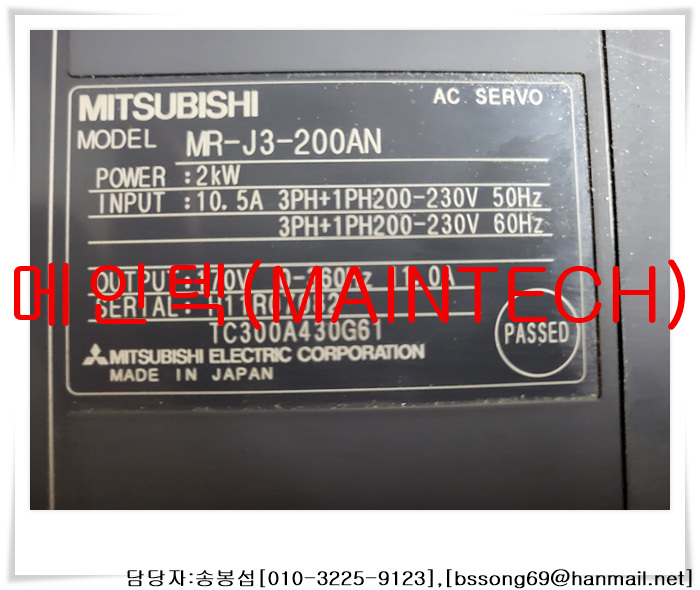 MITSUBISHI AC SERVO
MODEL MR-J3-200AN
POWER :2kW
INPUT :10.5A 3PH+1PH200-230V 50Hz
3PH+1PH200-230V 60Hz
메인텍(MAINTECH)
OUTPUT:
SERIAL:
TC300A430G61
PASSED
MITSUBISHI ELECTRIC CORPORATION
MADE IN JAPAN
담당자:송봉섭[010-3225-9123],[bssong69@hanmail.net]